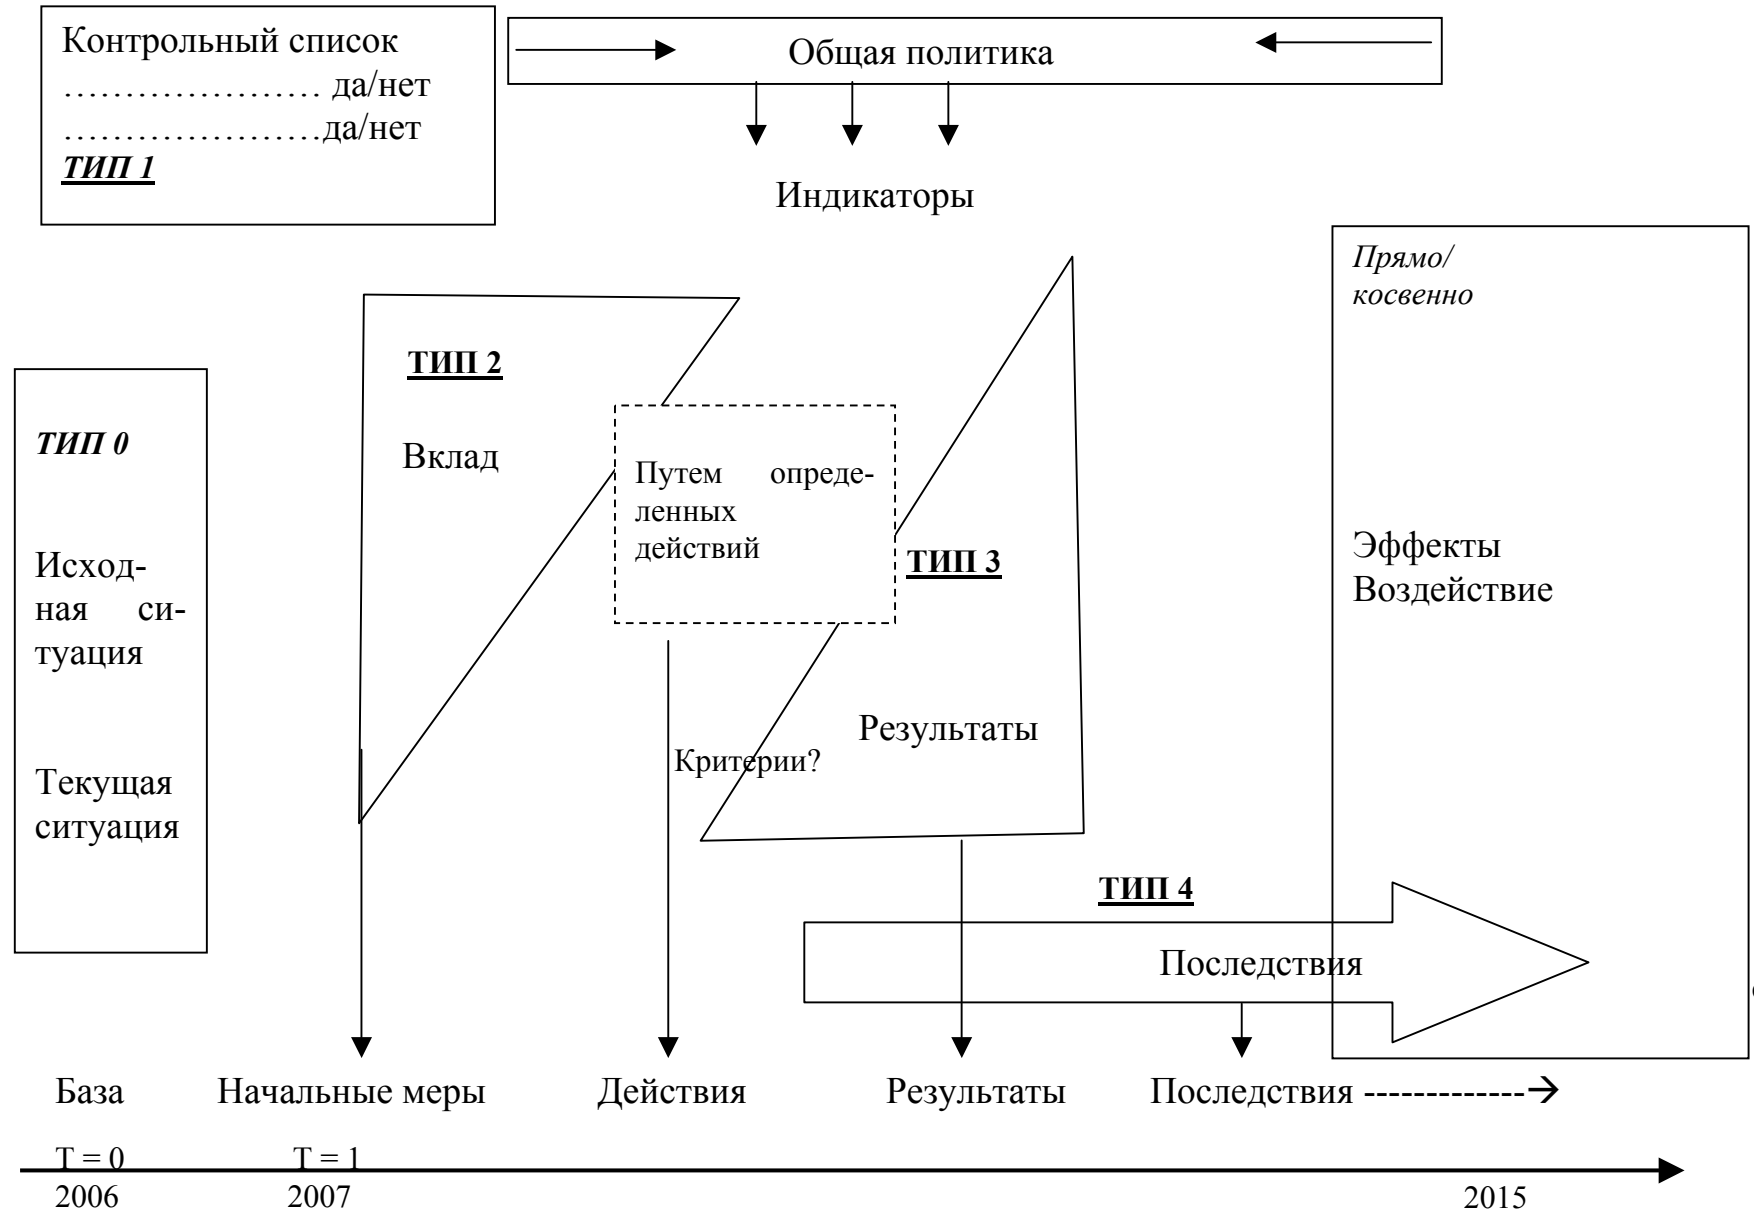 Контрольный список
………………… да/нет
…………………да/нет
ТИП 1
Общая политика
Индикаторы
Прямо/
косвенно
ТИП 2
Вклад
ТИП 0
Исход-
ная си-
туация
Текущая
ситуация
Путем опреде-
ленных
действий
ТИП 3
Эффекты
Воздействие
Результаты
Критерии?
ТИП 4
Последствия
База Начальные меры Действия Результаты Последствия -------------→
T = 0 T = 1
2006 2007 2015